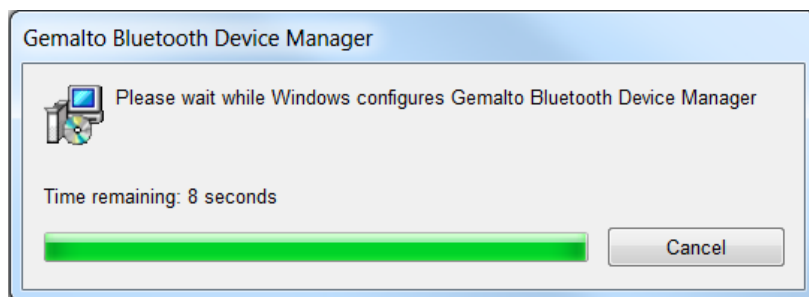 Gemalto Bluetooth Device Manager
Please wait while Windows configures Gemalto Bluetooth Device Manager
Time remaining: 8 seconds
Cancel